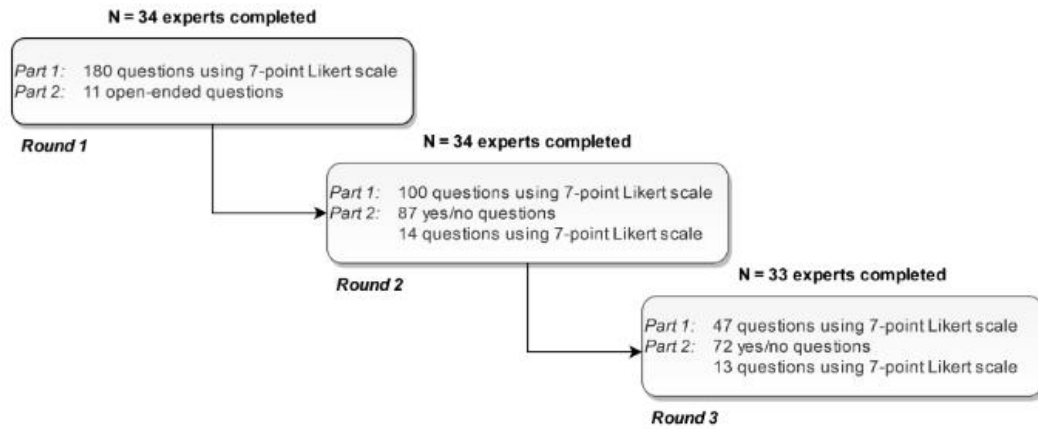 N = 34 experts completed
Part 1: 180 questions using 7-point Likert scale
Part 2: 11 open-ended questions
Round 1
N = 34 experts completed
Part 1: 100 questions using 7-point Likert scale
Part 2: 87 yes/no questions
14 questions using 7-point Likert scale
Round 2
N = 33 experts completed
Part 1: 47 questions using 7-point Likert scale
Part 2: 72 yes/no questions
13 questions using 7-point Likert scale
Round 3